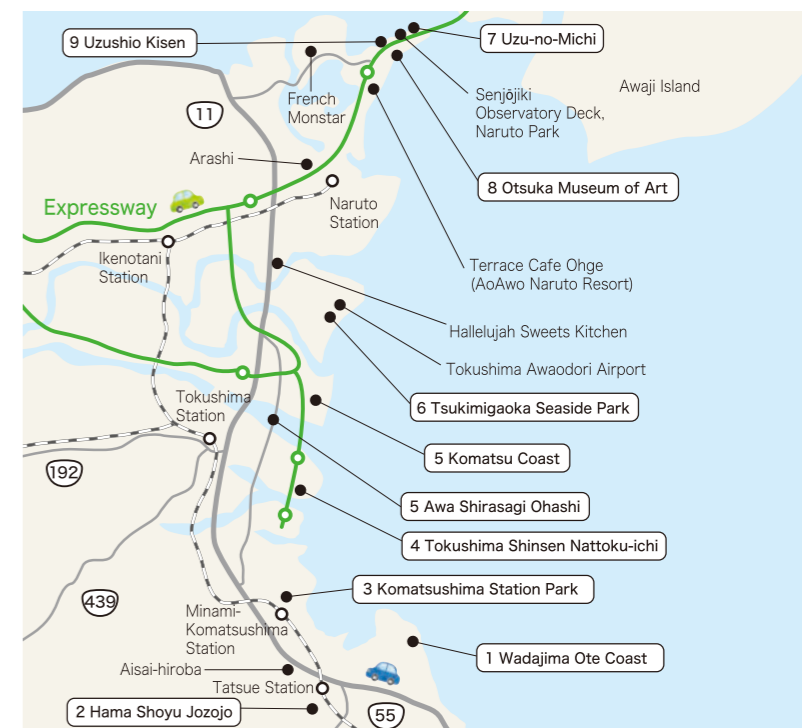 9 Uzushio Kisen
7 Uzu-no-Michi
French
Monstar
Senjōjiki
Observatory Deck,
Naruto Park
Awaji Island
11
Arashi
8 Otsuka Museum of Art
Expressway
Naruto
Station
Ikenotani
Station
Terrace Cafe Ohge
(AoAwo Naruto Resort)
Hallelujah Sweets Kitchen
Tokushima Awaodori Airport
Tokushima
Station
6 Tsukimigaoka Seaside Park
5 Komatsu Coast
192
5 Awa Shirasagi Ohashi
4 Tokushima Shinsen Nattoku-ichi
3 Komatsushima Station Park
439
Minami-
Komatsushima
Station
1 Wadajima Ote Coast
Aisai-hiroba
Tatsue Station
2 Hama Shoyu Jozojo
55